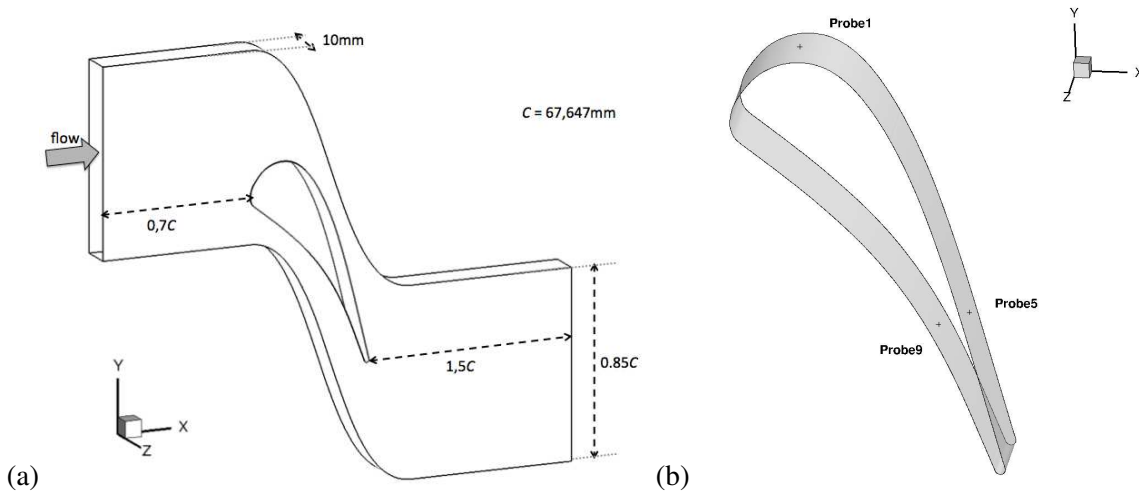 10mm
C = 67,647mm
flow
0,7C
1,5C
0.85C
Y
X
Z
(a)
Probe1
Y
X
Z
Probe5
Probe9
(b)